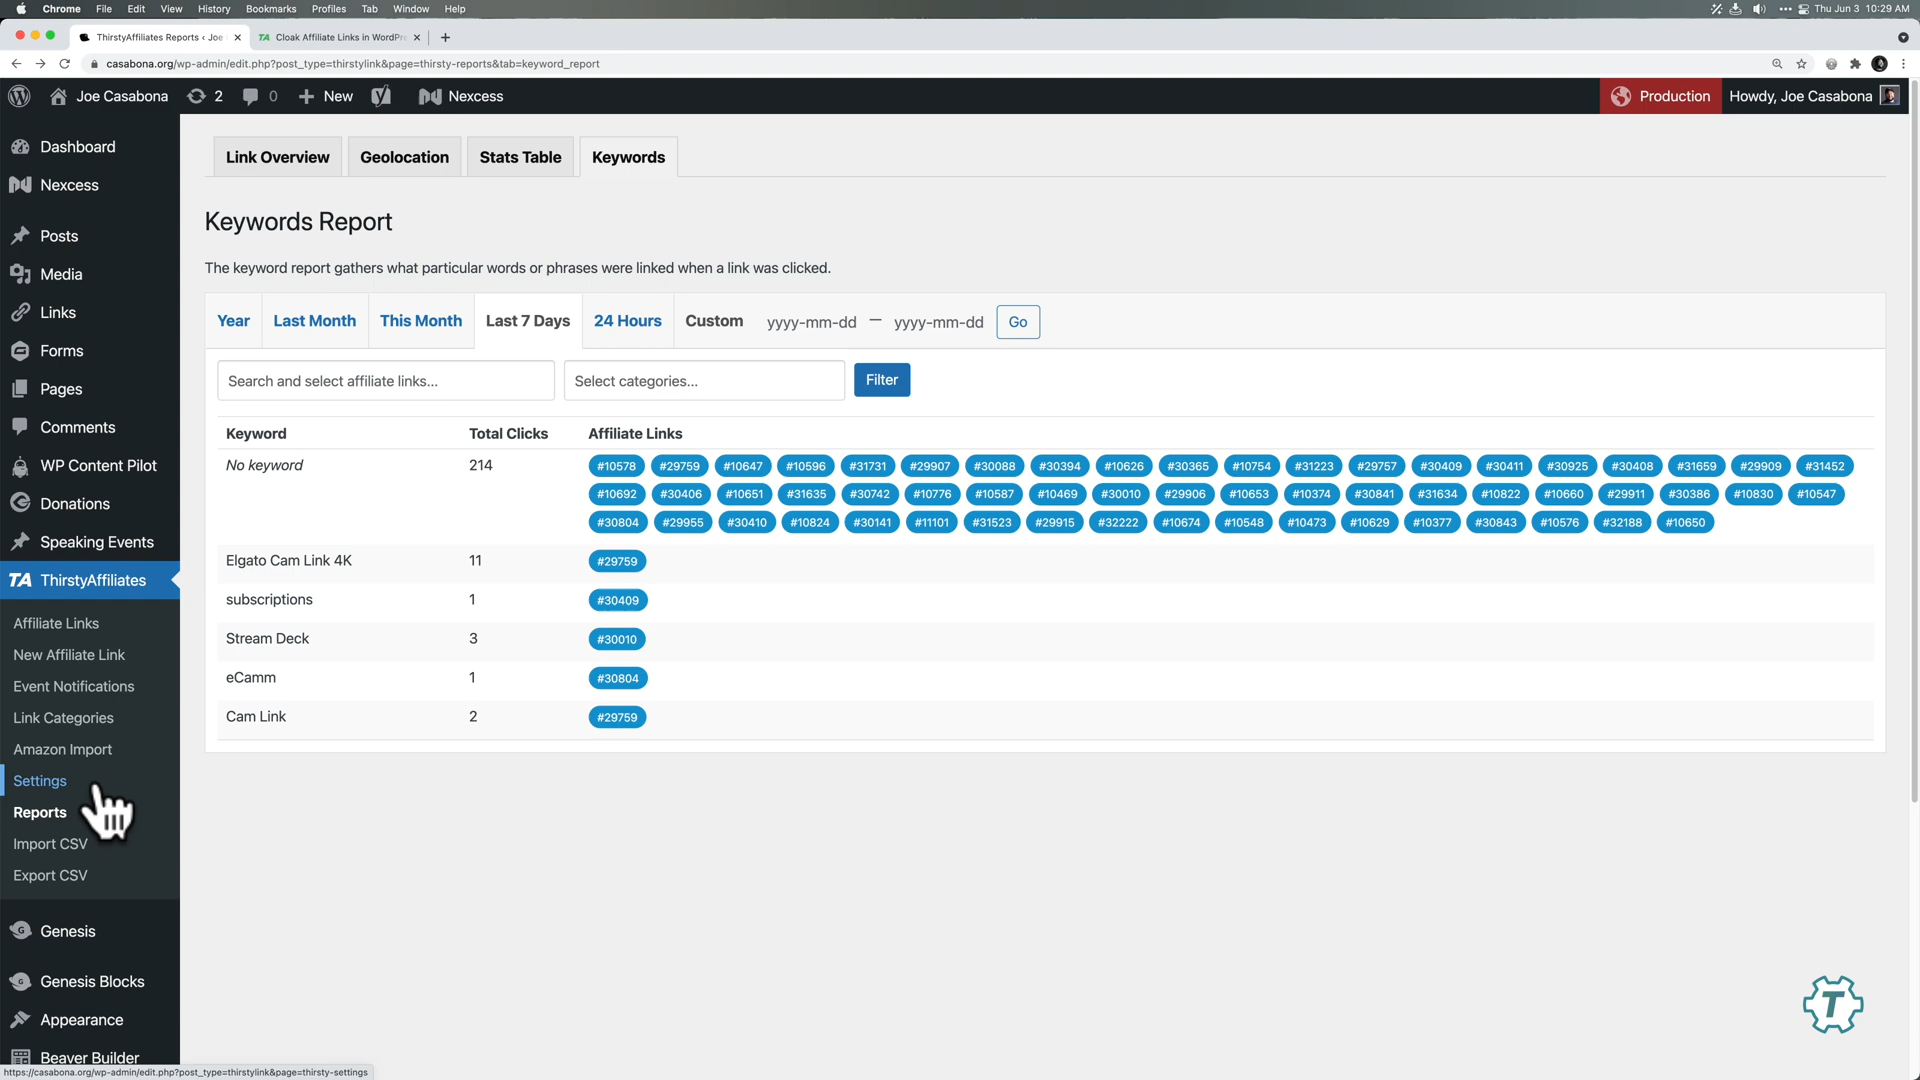 Chrome File Edit View History Bookmarks Profiles Tab Window Help Thu Jun 3 10:29 AM
ThirstyAffiliates Reports ‹ Joe TA Cloak Affiliate Links in WordPr
casabona.org/wp-admin/edit.php?post_type=thirstylink&page=thirsty-reports&tab=keyword_report
Joe Casabona 2 0 New Nexcess Production Howdy, Joe Casabona
Dashboard
Nexcess
Posts
Media
Links
Forms
Pages
Comments
WP Content Pilot
Donations
Speaking Events
TA ThirstyAffiliates
Affiliate Links
New Affiliate Link
Event Notifications
Link Categories
Amazon Import
Settings
Reports
Import CSV
Export CSV
Genesis
Genesis Blocks
Appearance
Beaver Builder
Link Overview Geolocation Stats Table Keywords
Keywords Report
The keyword report gathers what particular words or phrases were linked when a link was clicked.
Year Last Month This Month Last 7 Days 24 Hours Custom yyyy-mm-dd — yyyy-mm-dd Go
Search and select affiliate links... Select categories... Filter
Keyword Total Clicks Affiliate Links
No keyword 214 #10578 #29759 #10647 #10596 #31731 #29907 #30088 #30394 #10626 #30365 #10754 #31223 #29757 #30409 #30411 #30925 #30408 #31659 #29909 #31452
#10692 #30406 #10651 #31635 #30742 #10776 #10587 #10469 #30010 #29906 #10653 #10374 #30841 #31634 #10822 #10660 #29911 #30386 #10830 #10547
#30804 #29955 #30410 #10824 #30141 #11101 #31523 #29915 #32222 #10674 #10548 #10473 #10629 #10377 #30843 #10576 #32188 #10650
Elgato Cam Link 4K 11 #29759
subscriptions 1 #30409
Stream Deck 3 #30010
eCamm 1 #30804
Cam Link 2 #29759
T
https://casabona.org/wp-admin/edit.php?post_type=thirstylink&page=thirsty-settings